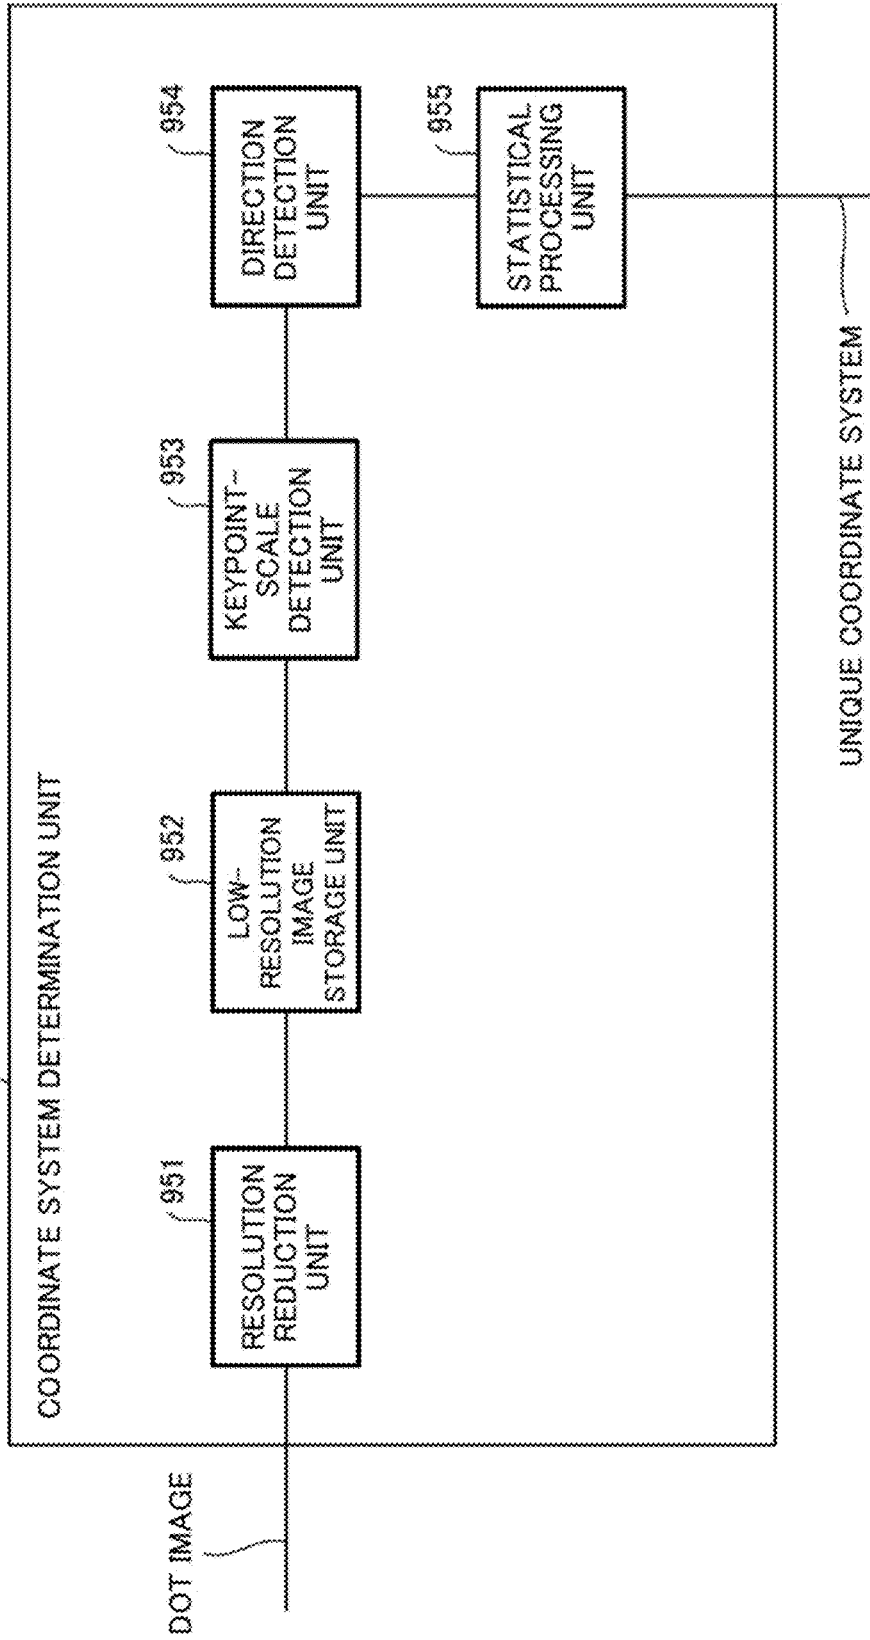 COORDINATE SYSTEM DETERMINATION UNIT
DOT IMAGE
951
RESOLUTION
REDUCTION
UNIT
952
LOW-
RESOLUTION
IMAGE
STORAGE UNIT
953
KEYPOINT-
SCALE
DETECTION
UNIT
954
DIRECTION
DETECTION
UNIT
955
STATISTICAL
PROCESSING
UNIT
UNIQUE COORDINATE SYSTEM